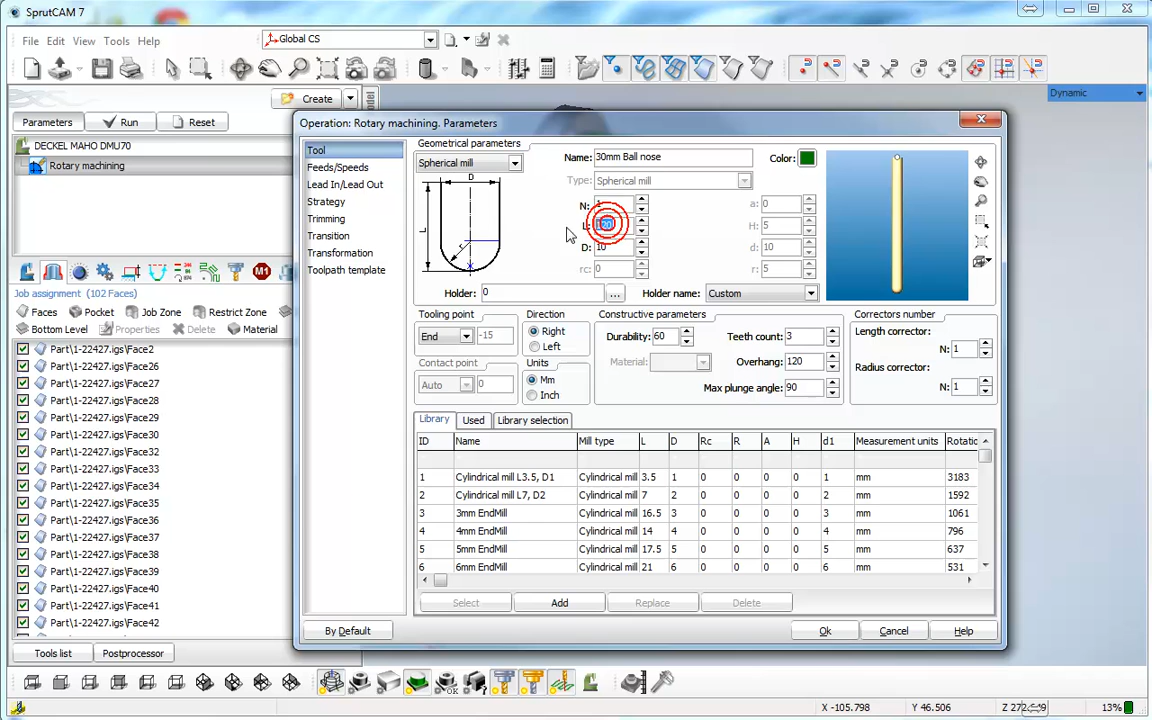 SprutCAM 7
File Edit View Tools Help
Global CS
Create
Model
Dynamic
Parameters Run Reset
DECKEL MAHO DMU70
Rotary machining
Operation: Rotary machining. Parameters
Tool
Feeds/Speeds
Lead In/Lead Out
Strategy
Trimming
Transition
Transformation
Toolpath template
Geometrical parameters
Spherical mill
D
L
r
Name: 30mm Ball nose
Color:
Type: Spherical mill
N: 1
a: 0
L: 120
H: 5
D: 10
d: 10
rc: 0
r: 5
Holder: 0 ...
Holder name: Custom
Tooling point
End -15
Contact point
Auto 0
Direction
Right
Left
Units
Mm
Inch
Constructive parameters
Durability: 60
Teeth count: 3
Material:
Overhang: 120
Max plunge angle: 90
Correctors number
Length corrector:
N: 1
Radius corrector:
N: 1
Library Used Library selection
ID Name Mill type L D Rc R A H d1 Measurement units Rotatio
1 Cylindrical mill L3.5, D1 Cylindrical mill 3.5 1 0 0 0 0 1 mm 3183
2 Cylindrical mill L7, D2 Cylindrical mill 7 2 0 0 0 0 2 mm 1592
3 3mm EndMill Cylindrical mill 16.5 3 0 0 0 0 3 mm 1061
4 4mm EndMill Cylindrical mill 14 4 0 0 0 0 4 mm 796
5 5mm EndMill Cylindrical mill 17.5 5 0 0 0 0 5 mm 637
6 6mm EndMill Cylindrical mill 21 6 0 0 0 0 6 mm 531
Select Add Replace Delete
By Default Ok Cancel Help
M1
Job assignment (102 Faces)
Faces Pocket Job Zone Restrict Zone
Bottom Level Properties Delete Material
Part\1-22427.igs\Face2
Part\1-22427.igs\Face26
Part\1-22427.igs\Face27
Part\1-22427.igs\Face28
Part\1-22427.igs\Face29
Part\1-22427.igs\Face30
Part\1-22427.igs\Face32
Part\1-22427.igs\Face33
Part\1-22427.igs\Face34
Part\1-22427.igs\Face35
Part\1-22427.igs\Face36
Part\1-22427.igs\Face37
Part\1-22427.igs\Face38
Part\1-22427.igs\Face39
Part\1-22427.igs\Face40
Part\1-22427.igs\Face41
Part\1-22427.igs\Face42
Tools list Postprocessor
OK
X -105.798 Y 46.506 13%